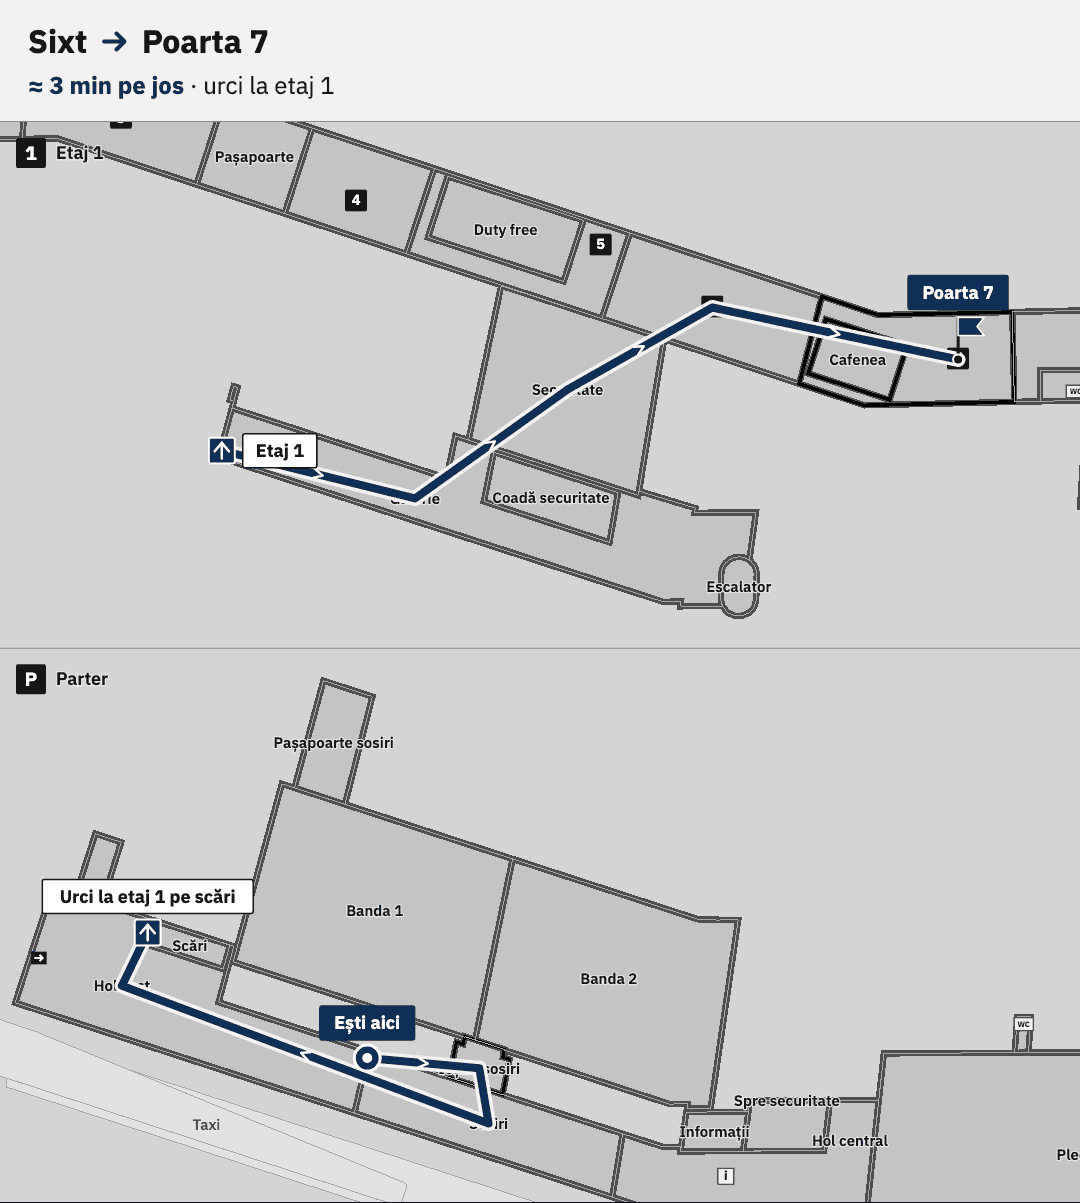 Sixt → Poarta 7
≈ 3 min pe jos · urci la etaj 1
1 Etaj 1
Pașapoarte
4
Duty free
5
Poarta 7
Cafenea
wc
Etaj 1
Coadă securitate
Escalator
P Parter
Pașapoarte sosiri
Banda 1
Urci la etaj 1 pe scări
Scări
Banda 2
Ești aici
sosiri
wc
Spre securitate
Informații
Hol central
Taxi
i